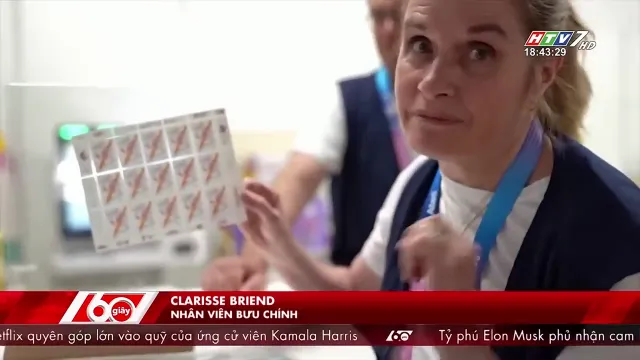 HTV7 HD
18:43:29
60 giây
CLARISSE BRIEND
NHÂN VIÊN BƯU CHÍNH
etflix quyên góp lớn vào quỹ của ứng cử viên Kamala Harris 60 Tỷ phú Elon Musk phủ nhận cam